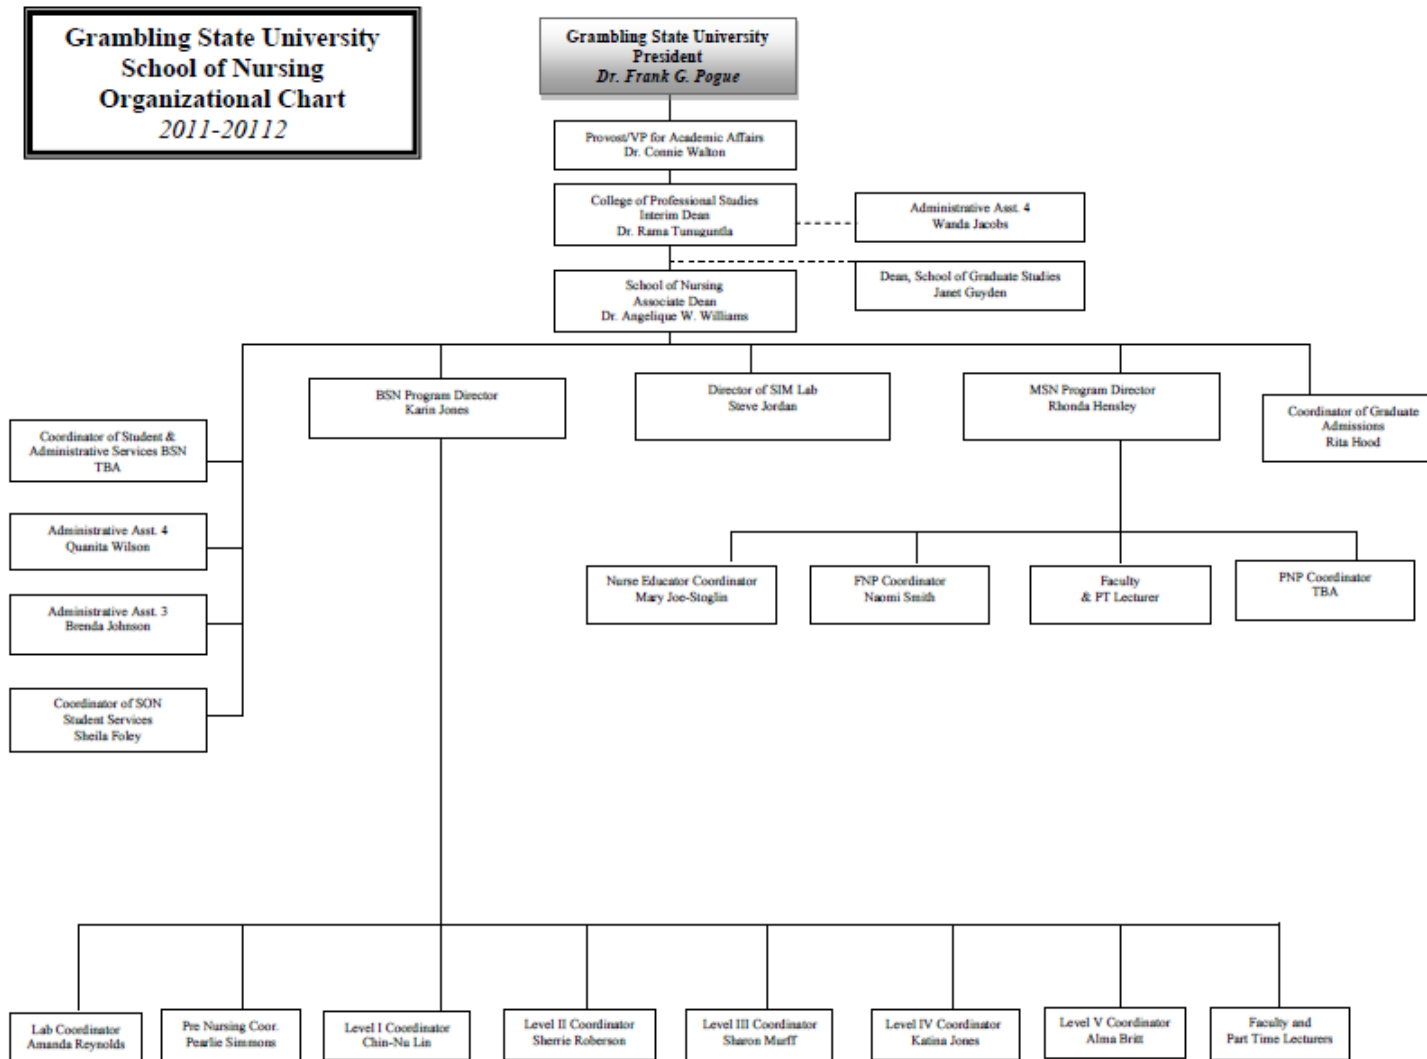 Grambling State University
School of Nursing
Organizational Chart
2011-20112
Grambling State University
President
Dr. Frank G. Pogue
Provost/VP for Academic Affairs
Dr. Connie Walton
College of Professional Studies
Interim Dean
Dr. Rama Tunuguntla
Administrative Asst. 4
Wanda Jacobs
Dean, School of Graduate Studies
Janet Guyden
School of Nursing
Associate Dean
Dr. Angelique W. Williams
BSN Program Director
Karin Jones
Director of SIM Lab
Steve Jordan
MSN Program Director
Rhonda Hensley
Coordinator of Graduate
Admissions
Rita Hood
Coordinator of Student &
Administrative Services BSN
TBA
Administrative Asst. 4
Quanita Wilson
Administrative Asst. 3
Brenda Johnson
Coordinator of SON
Student Services
Sheila Foley
Nurse Educator Coordinator
Mary Joe-Stoglin
FNP Coordinator
Naomi Smith
Faculty
& PT Lecturer
PNP Coordinator
TBA
Lab Coordinator
Amanda Reynolds
Pre Nursing Coor.
Pearlie Simmons
Level I Coordinator
Chin-Nu Lin
Level II Coordinator
Sherrie Roberson
Level III Coordinator
Sharon Murff
Level IV Coordinator
Katina Jones
Level V Coordinator
Alma Britt
Faculty and
Part Time Lecturers